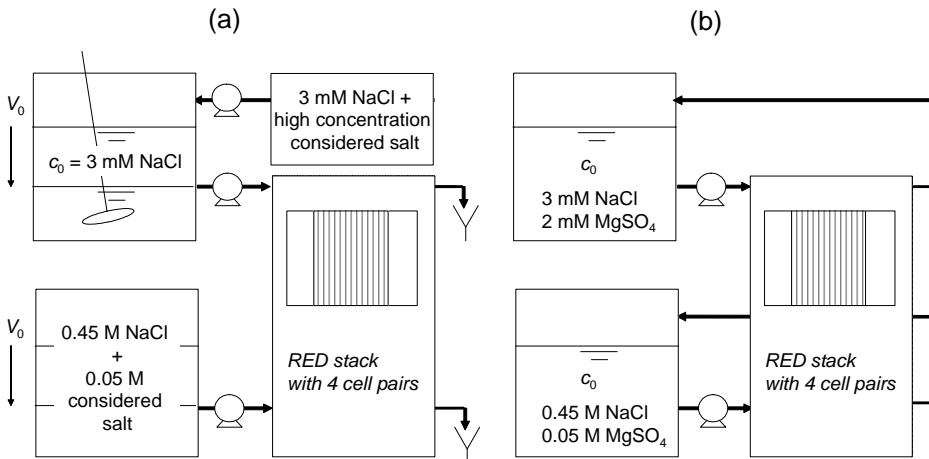 (a)
V0
3 mM NaCl +
high concentration
considered salt
c0 = 3 mM NaCl
V0
0.45 M NaCl
+
0.05 M
considered
salt
RED stack
with 4 cell pairs
(b)
c0
3 mM NaCl
2 mM MgSO4
c0
0.45 M NaCl
0.05 M MgSO4
RED stack
with 4 cell pairs